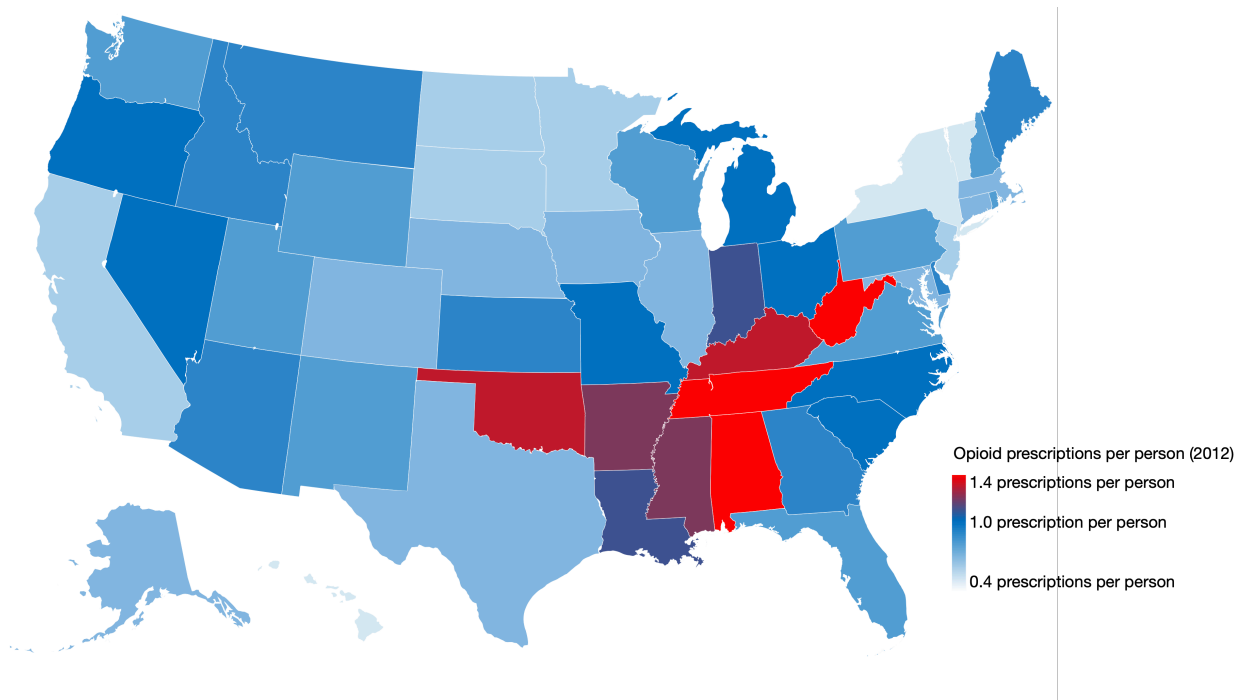 Opioid prescriptions per person (2012)
1.4 prescriptions per person
1.0 prescription per person
0.4 prescriptions per person